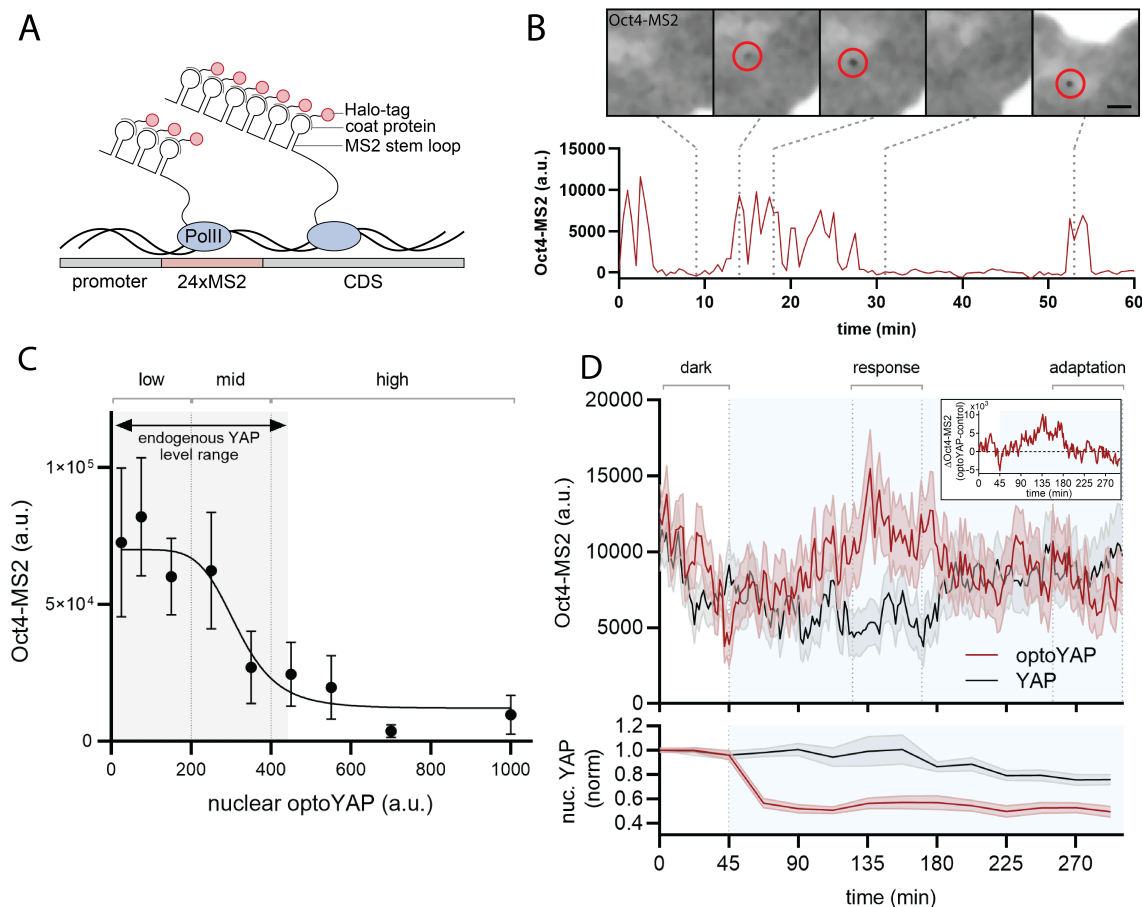 A
Halo-tag
coat protein
MS2 stem loop
PolII
promoter
24xMS2
CDS
B
Oct4-MS2
Oct4-MS2 (a.u.)
15000
10000
5000
0
0
10
20
30
40
50
60
time (min)
C
low
mid
high
endogenous YAP
level range
Oct4-MS2 (a.u.)
1×10⁵
5×10⁴
0
0
200
400
600
800
1000
nuclear optoYAP (a.u.)
D
dark
response
adaptation
Oct4-MS2 (a.u.)
20000
15000
10000
5000
0
ΔOct4-MS2
(optoYAP-control)
x10³
10
5
0
-5
0
45
90
135
180
230
270
time (min)
optoYAP
YAP
nuc. YAP
(norm)
1.2
1.0
0.8
0.6
0.4
0
45
90
135
180
225
270
time (min)